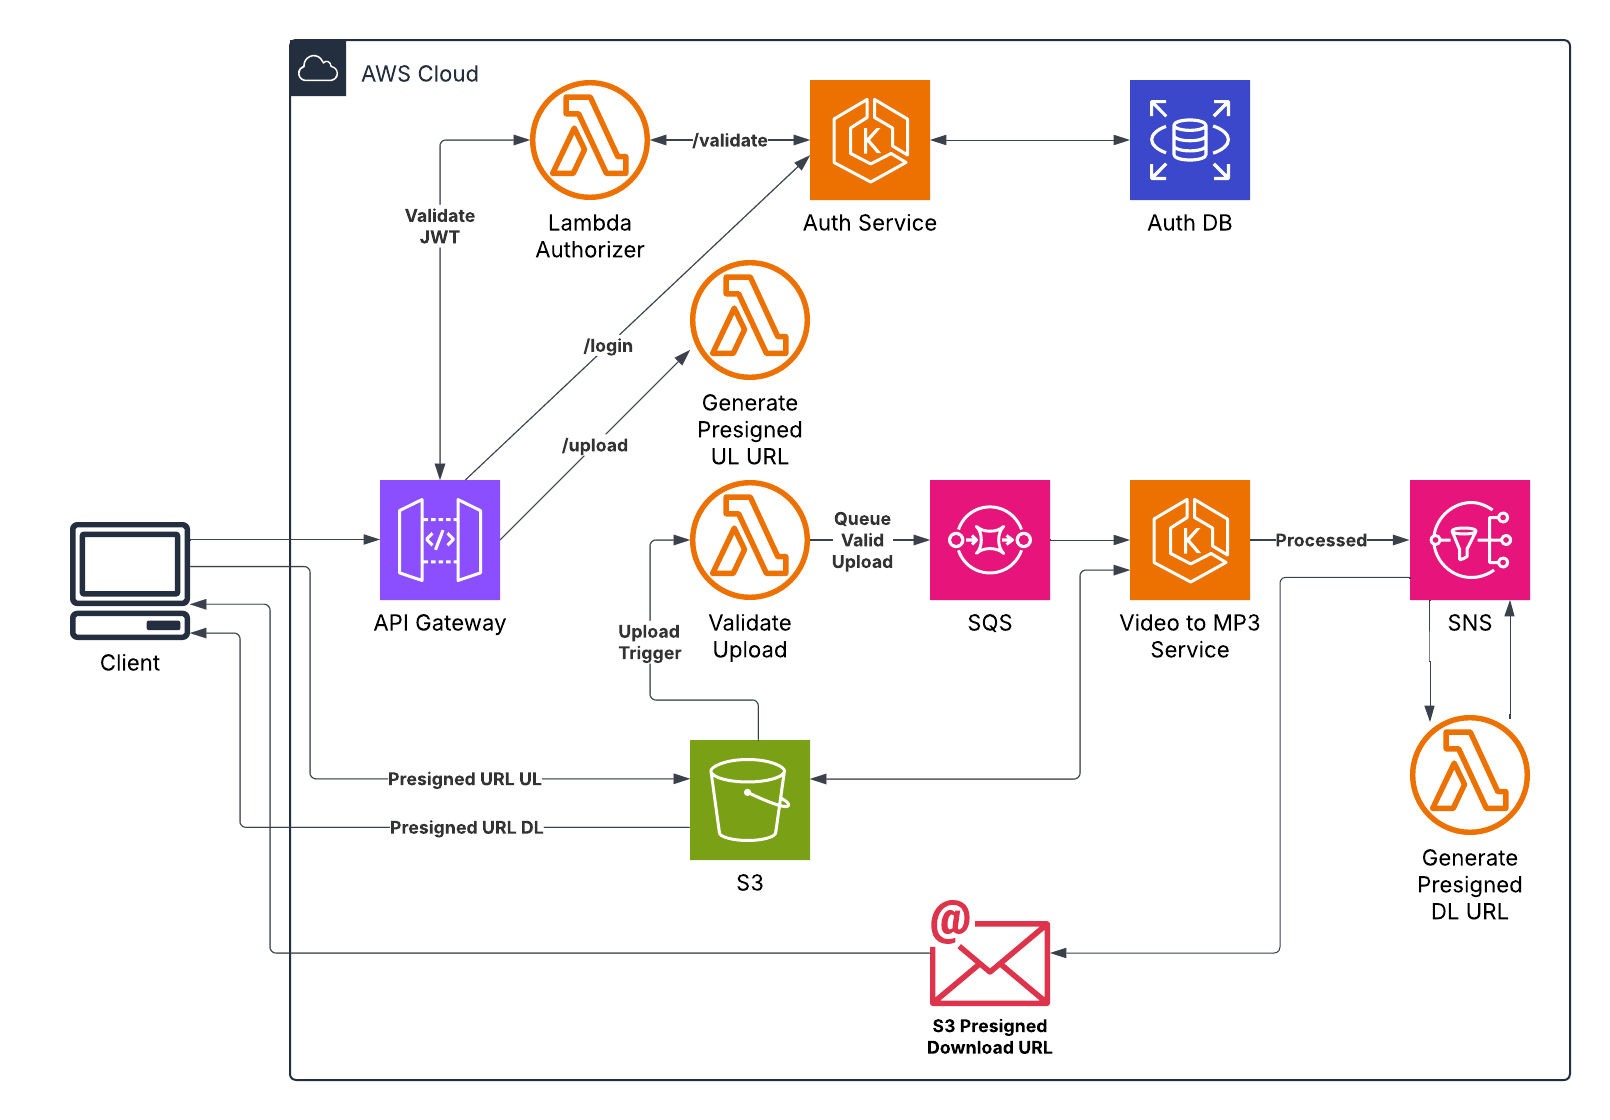 AWS Cloud
/validate
Lambda
Authorizer
Auth Service
Auth DB
Validate
JWT
/login
Generate
Presigned
UL URL
/upload
</>
API Gateway
Client
Validate
Upload
Queue
Valid
Upload
SQS
K
K
Video to MP3
Service
Processed
SNS
Upload
Trigger
Presigned URL UL
Presigned URL DL
S3
Generate
Presigned
DL URL
@
S3 Presigned
Download URL